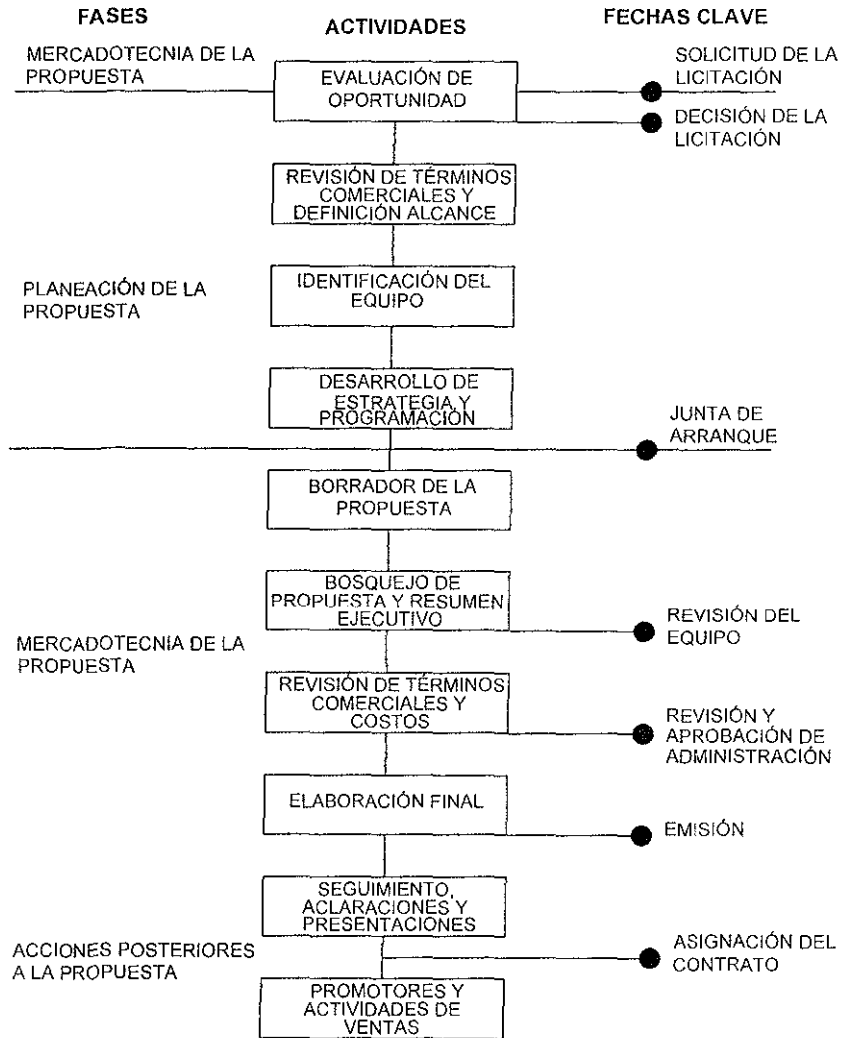 FASES
ACTIVIDADES
FECHAS CLAVE
MERCADOTECNIA DE LA
PROPUESTA
EVALUACIÓN DE
OPORTUNIDAD
SOLICITUD DE LA
LICITACIÓN
DECISIÓN DE LA
LICITACIÓN
REVISIÓN DE TÉRMINOS
COMERCIALES Y
DEFINICIÓN ALCANCE
PLANEACIÓN DE LA
PROPUESTA
IDENTIFICACIÓN DEL
EQUIPO
DESARROLLO DE
ESTRATEGIA Y
PROGRAMACIÓN
JUNTA DE
ARRANQUE
BORRADOR DE LA
PROPUESTA
BOSQUEJO DE
PROPUESTA Y RESUMEN
EJECUTIVO
REVISIÓN DEL
EQUIPO
MERCADOTECNIA DE LA
PROPUESTA
REVISIÓN DE TÉRMINOS
COMERCIALES Y
COSTOS
REVISIÓN Y
APROBACIÓN DE
ADMINISTRACIÓN
ELABORACIÓN FINAL
EMISIÓN
SEGUIMIENTO,
ACLARACIONES Y
PRESENTACIONES
ACCIONES POSTERIORES
A LA PROPUESTA
ASIGNACIÓN DEL
CONTRATO
PROMOTORES Y
ACTIVIDADES DE
VENTAS